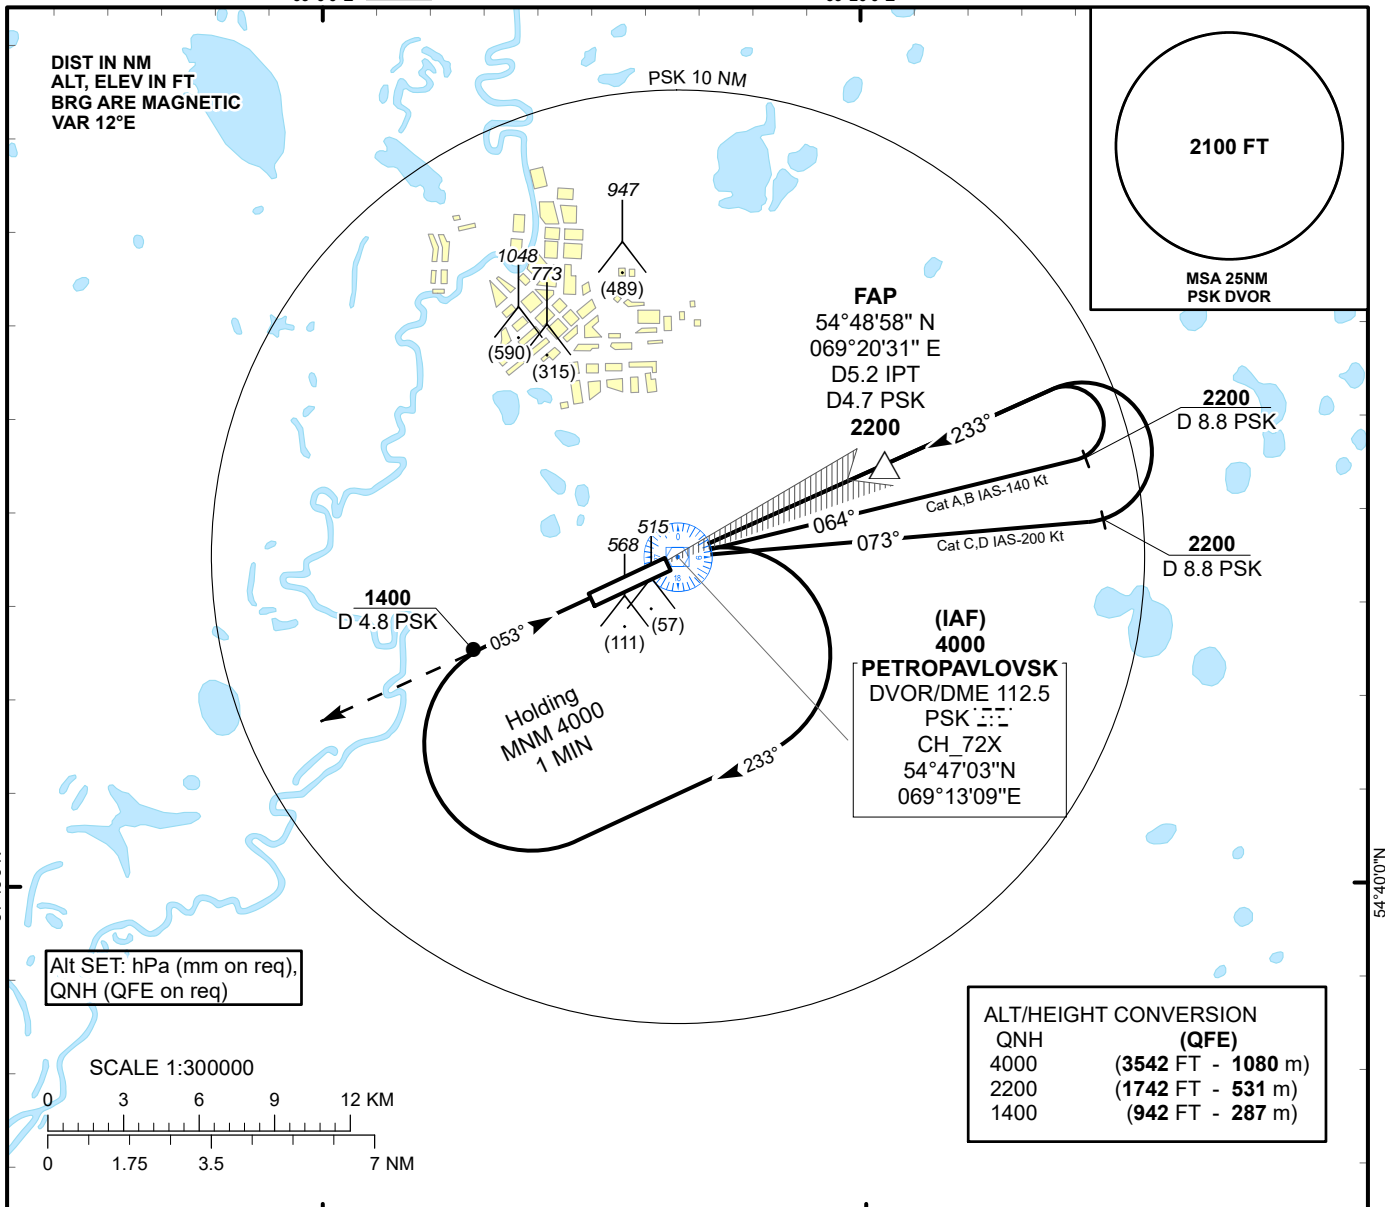 DIST IN NM
ALT, ELEV IN FT
BRG ARE MAGNETIC
VAR 12°E
PSK 10 NM
2100 FT
MSA 25NM
PSK DVOR
947
(489)
1048
773
(590)
(315)
FAP
54°48'58" N
069°20'31" E
D5.2 IPT
D4.7 PSK
2200
233°
2200
D 8.8 PSK
Cat A,B IAS-140 Kt
064°
073°
Cat C,D IAS-200 Kt
2200
D 8.8 PSK
515
568
0
9
18
(57)
(111)
1400
D 4.8 PSK
053°
Holding
MNM 4000
1 MIN
233°
(IAF)
4000
PETROPAVLOVSK
DVOR/DME 112.5
PSK
CH_72X
54°47'03"N
069°13'09"E
54°40'0"N
Alt SET: hPa (mm on req),
QNH (QFE on req)
SCALE 1:300000
0 3 6 9 12 KM
0 1.75 3.5 7 NM
ALT/HEIGHT CONVERSION
QNH (QFE)
4000 (3542 FT - 1080 m)
2200 (1742 FT - 531 m)
1400 (942 FT - 287 m)